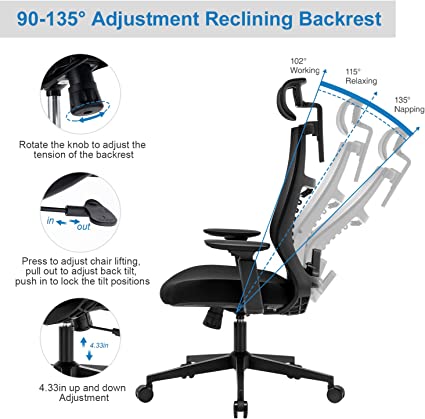 90-135° Adjustment Reclining Backrest
102°
Working
115°
Relaxing
135°
Napping
Rotate the knob to adjust the
tension of the backrest
in
out
Press to adjust chair lifting,
pull out to adjust back tilt,
push in to lock the tilt positions
4.33in
4.33in up and down
Adjustment